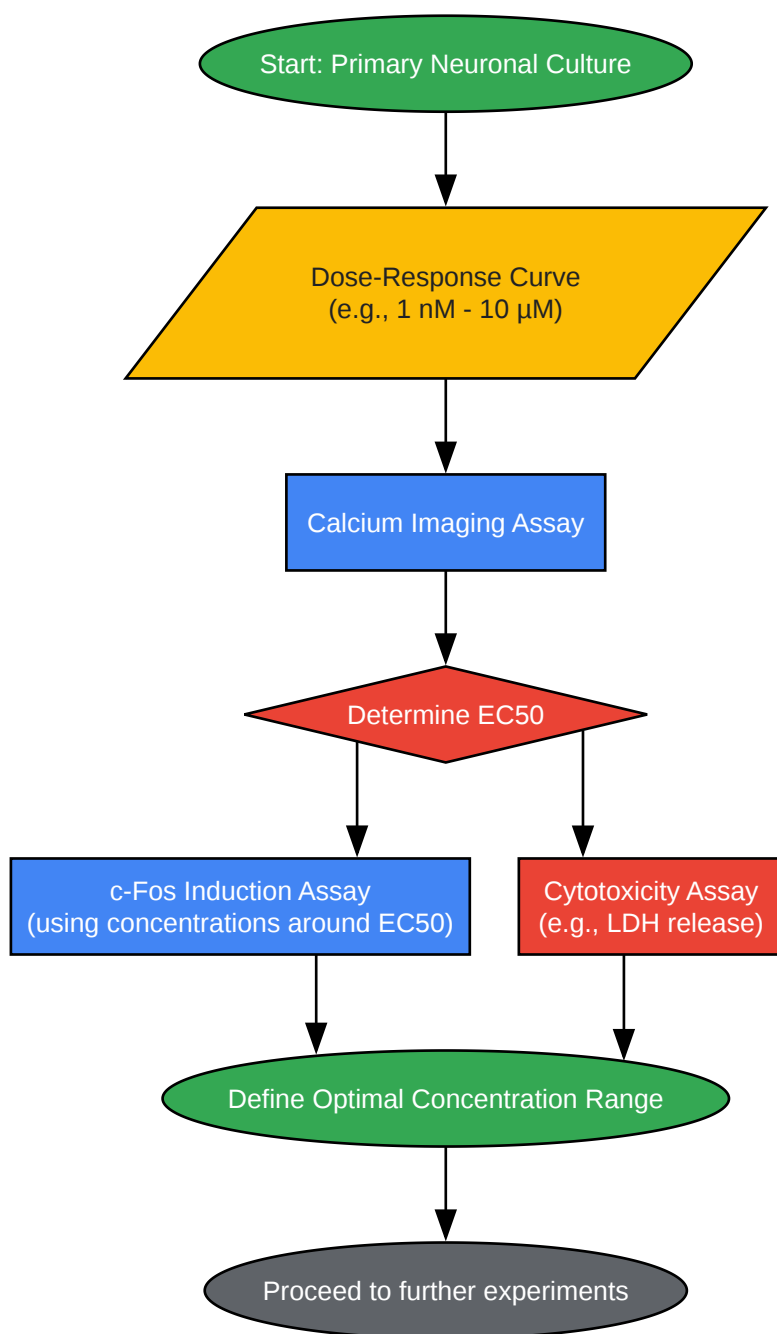 Start: Primary Neuronal Culture
Dose-Response Curve
(e.g., 1 nM - 10 µM)
Calcium Imaging Assay
Determine EC50
c-Fos Induction Assay
(using concentrations around EC50)
Cytotoxicity Assay
(e.g., LDH release)
Define Optimal Concentration Range
Proceed to further experiments